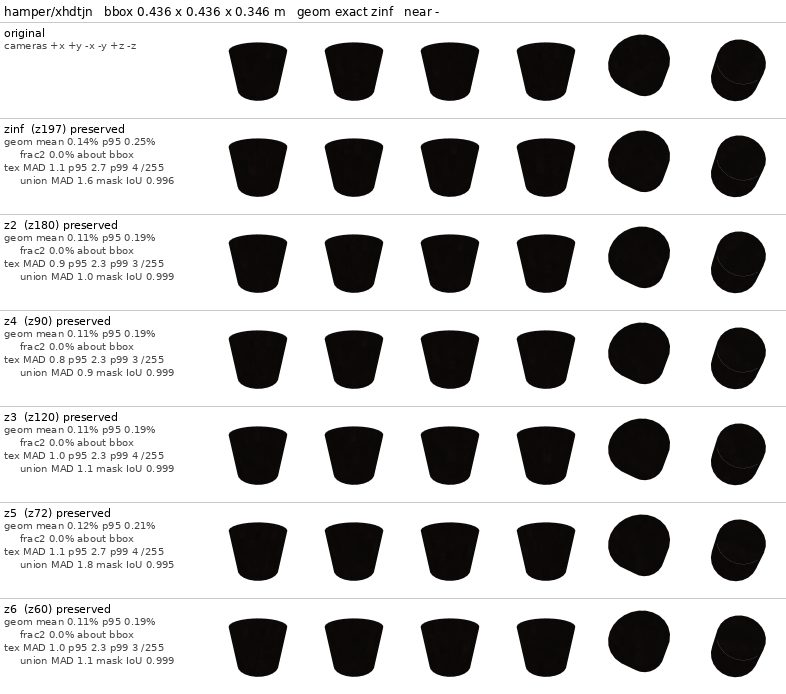 hamper/xhdtjn   bbox 0.436 x 0.436 x 0.346 m   geom exact zinf   near -
original
cameras +x +y -x -y +z -z
zinf  (z197) preserved
geom mean 0.14% p95 0.25%
frac2 0.0% about bbox
tex MAD 1.1 p95 2.7 p99 4 /255
union MAD 1.6 mask IoU 0.996
z2  (z180) preserved
geom mean 0.11% p95 0.19%
frac2 0.0% about bbox
tex MAD 0.9 p95 2.3 p99 3 /255
union MAD 1.0 mask IoU 0.999
z4  (z90) preserved
geom mean 0.11% p95 0.19%
frac2 0.0% about bbox
tex MAD 0.8 p95 2.3 p99 3 /255
union MAD 0.9 mask IoU 0.999
z3  (z120) preserved
geom mean 0.11% p95 0.19%
frac2 0.0% about bbox
tex MAD 1.0 p95 2.3 p99 4 /255
union MAD 1.1 mask IoU 0.999
z5  (z72) preserved
geom mean 0.12% p95 0.21%
frac2 0.0% about bbox
tex MAD 1.1 p95 2.7 p99 4 /255
union MAD 1.8 mask IoU 0.995
z6  (z60) preserved
geom mean 0.11% p95 0.19%
frac2 0.0% about bbox
tex MAD 1.0 p95 2.3 p99 3 /255
union MAD 1.1 mask IoU 0.999